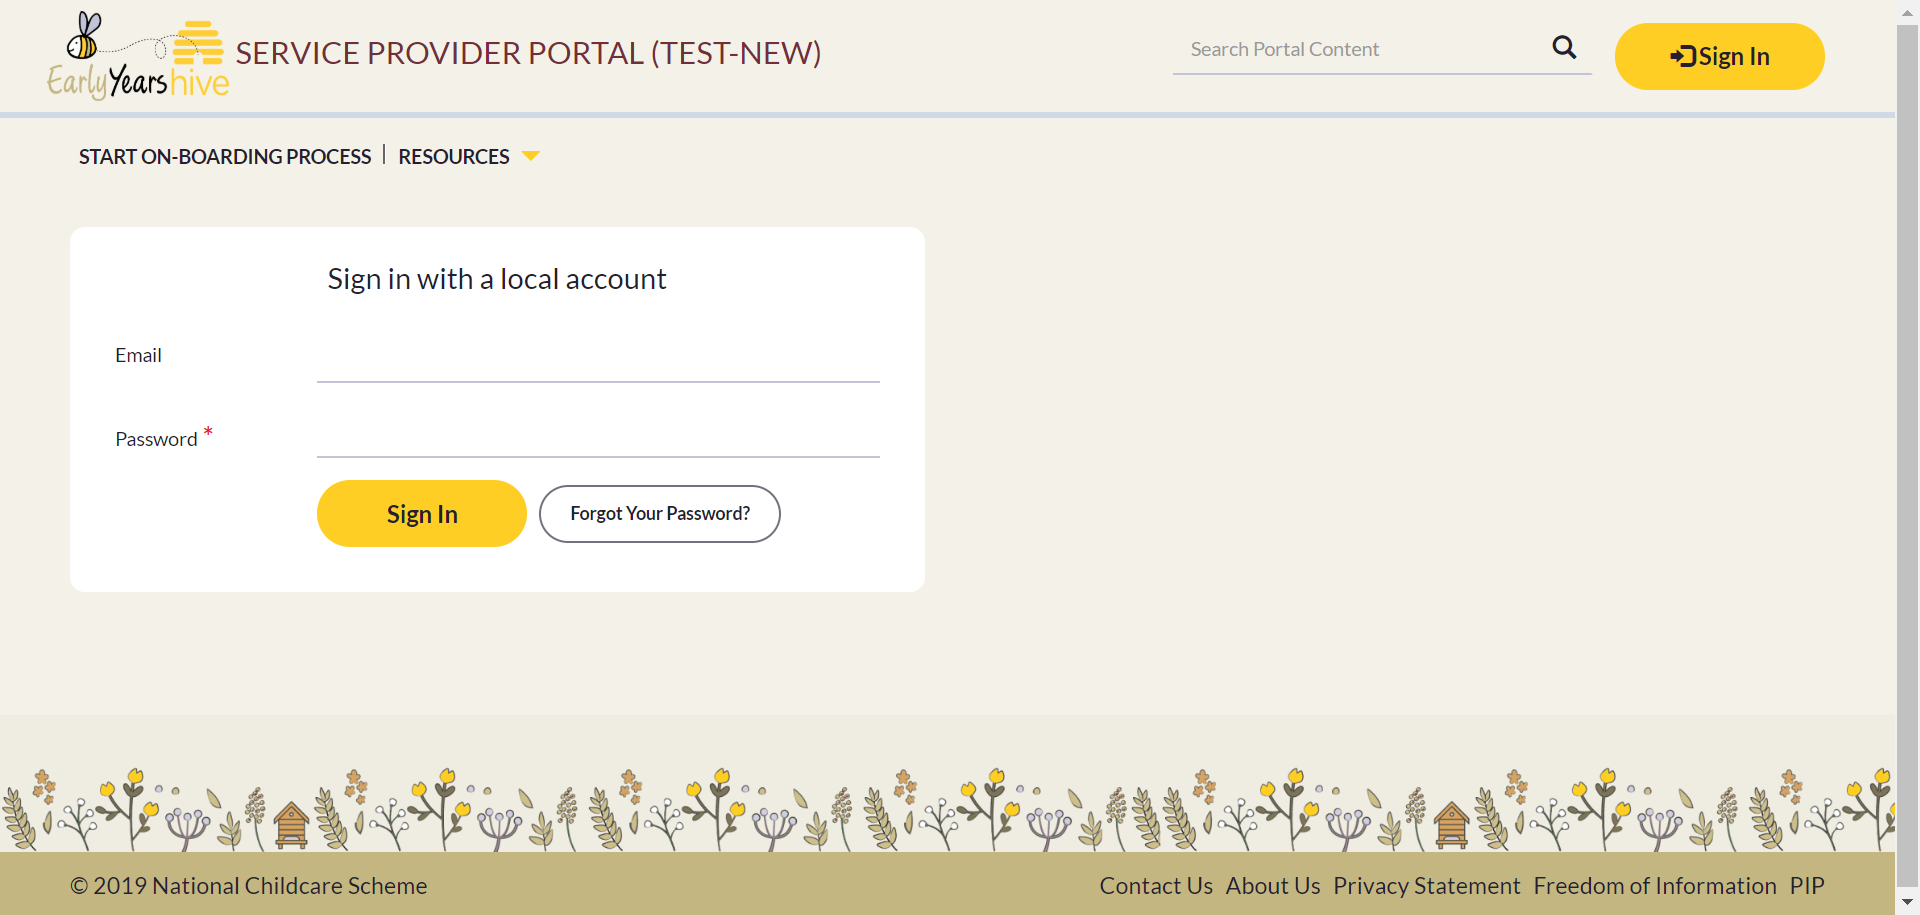 Early Years hive
SERVICE PROVIDER PORTAL (TEST-NEW)
Search Portal Content
Sign In
START ON-BOARDING PROCESS | RESOURCES
Sign in with a local account
Email
Password *
Sign In
Forgot Your Password?
© 2019 National Childcare Scheme
Contact Us About Us Privacy Statement Freedom of Information PIP